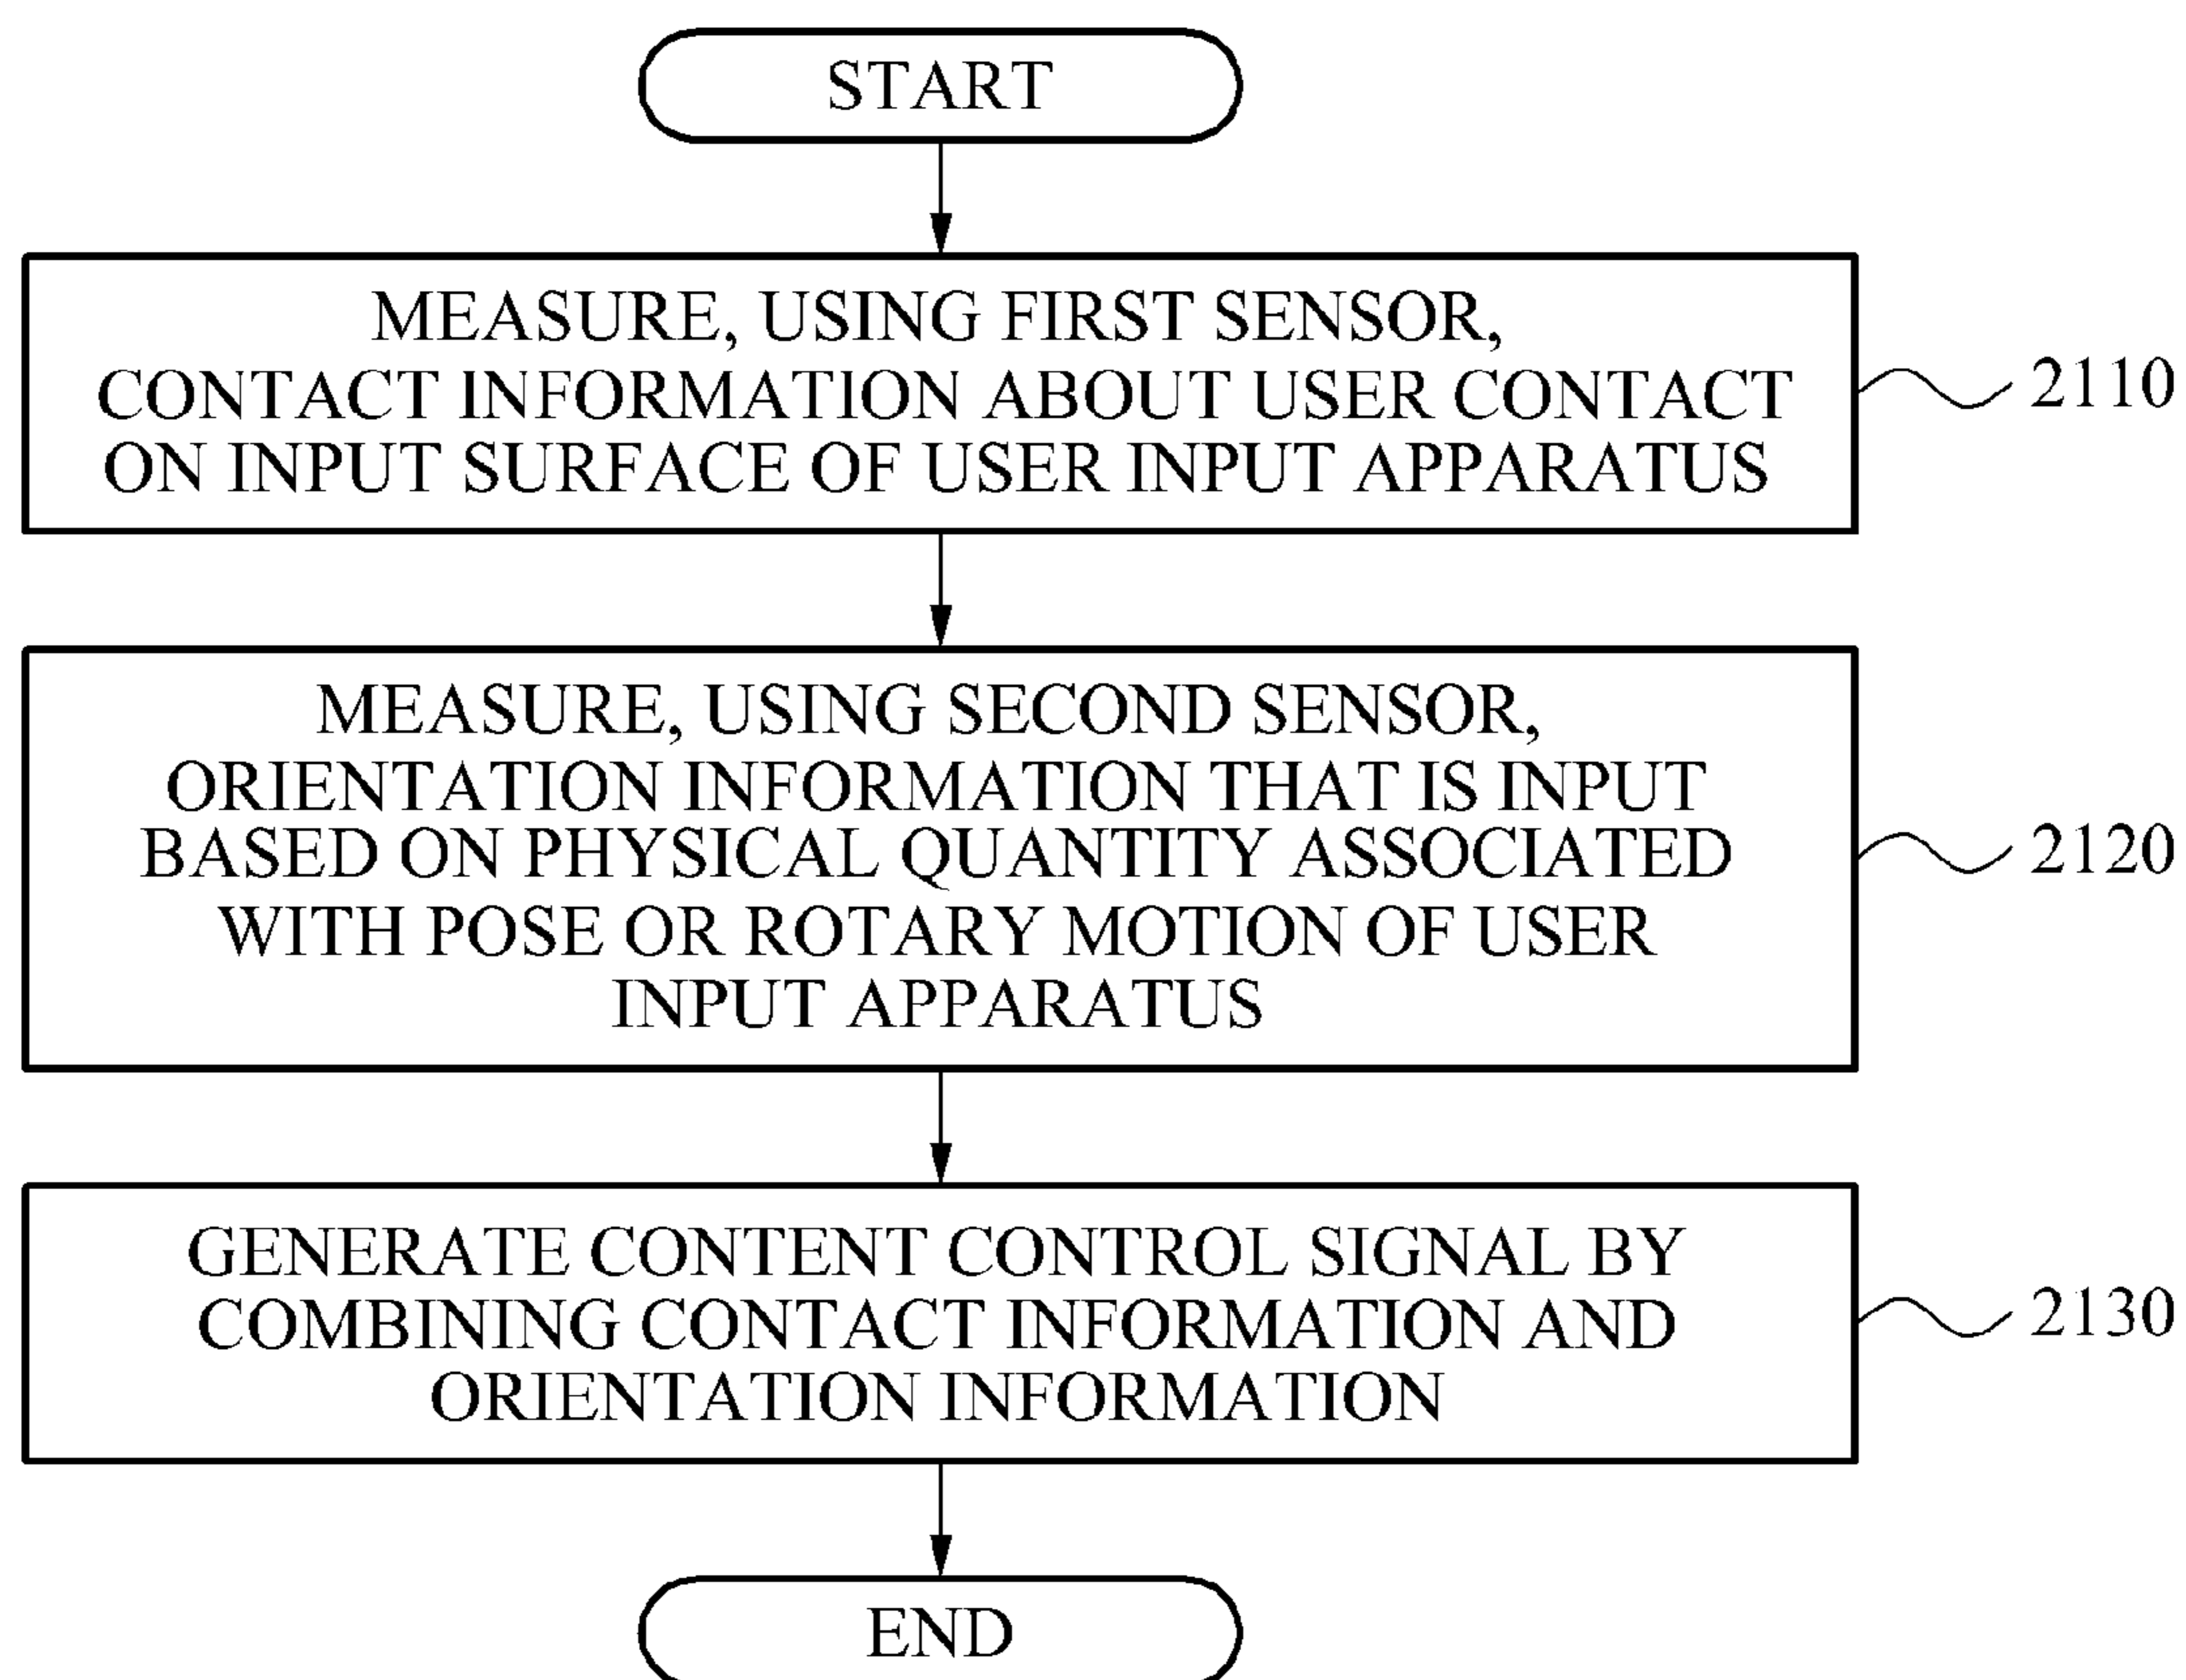 START
MEASURE, USING FIRST SENSOR,
CONTACT INFORMATION ABOUT USER CONTACT
ON INPUT SURFACE OF USER INPUT APPARATUS
2110
MEASURE, USING SECOND SENSOR,
ORIENTATION INFORMATION THAT IS INPUT
BASED ON PHYSICAL QUANTITY ASSOCIATED
WITH POSE OR ROTARY MOTION OF USER
INPUT APPARATUS
2120
GENERATE CONTENT CONTROL SIGNAL BY
COMBINING CONTACT INFORMATION AND
ORIENTATION INFORMATION
2130
END